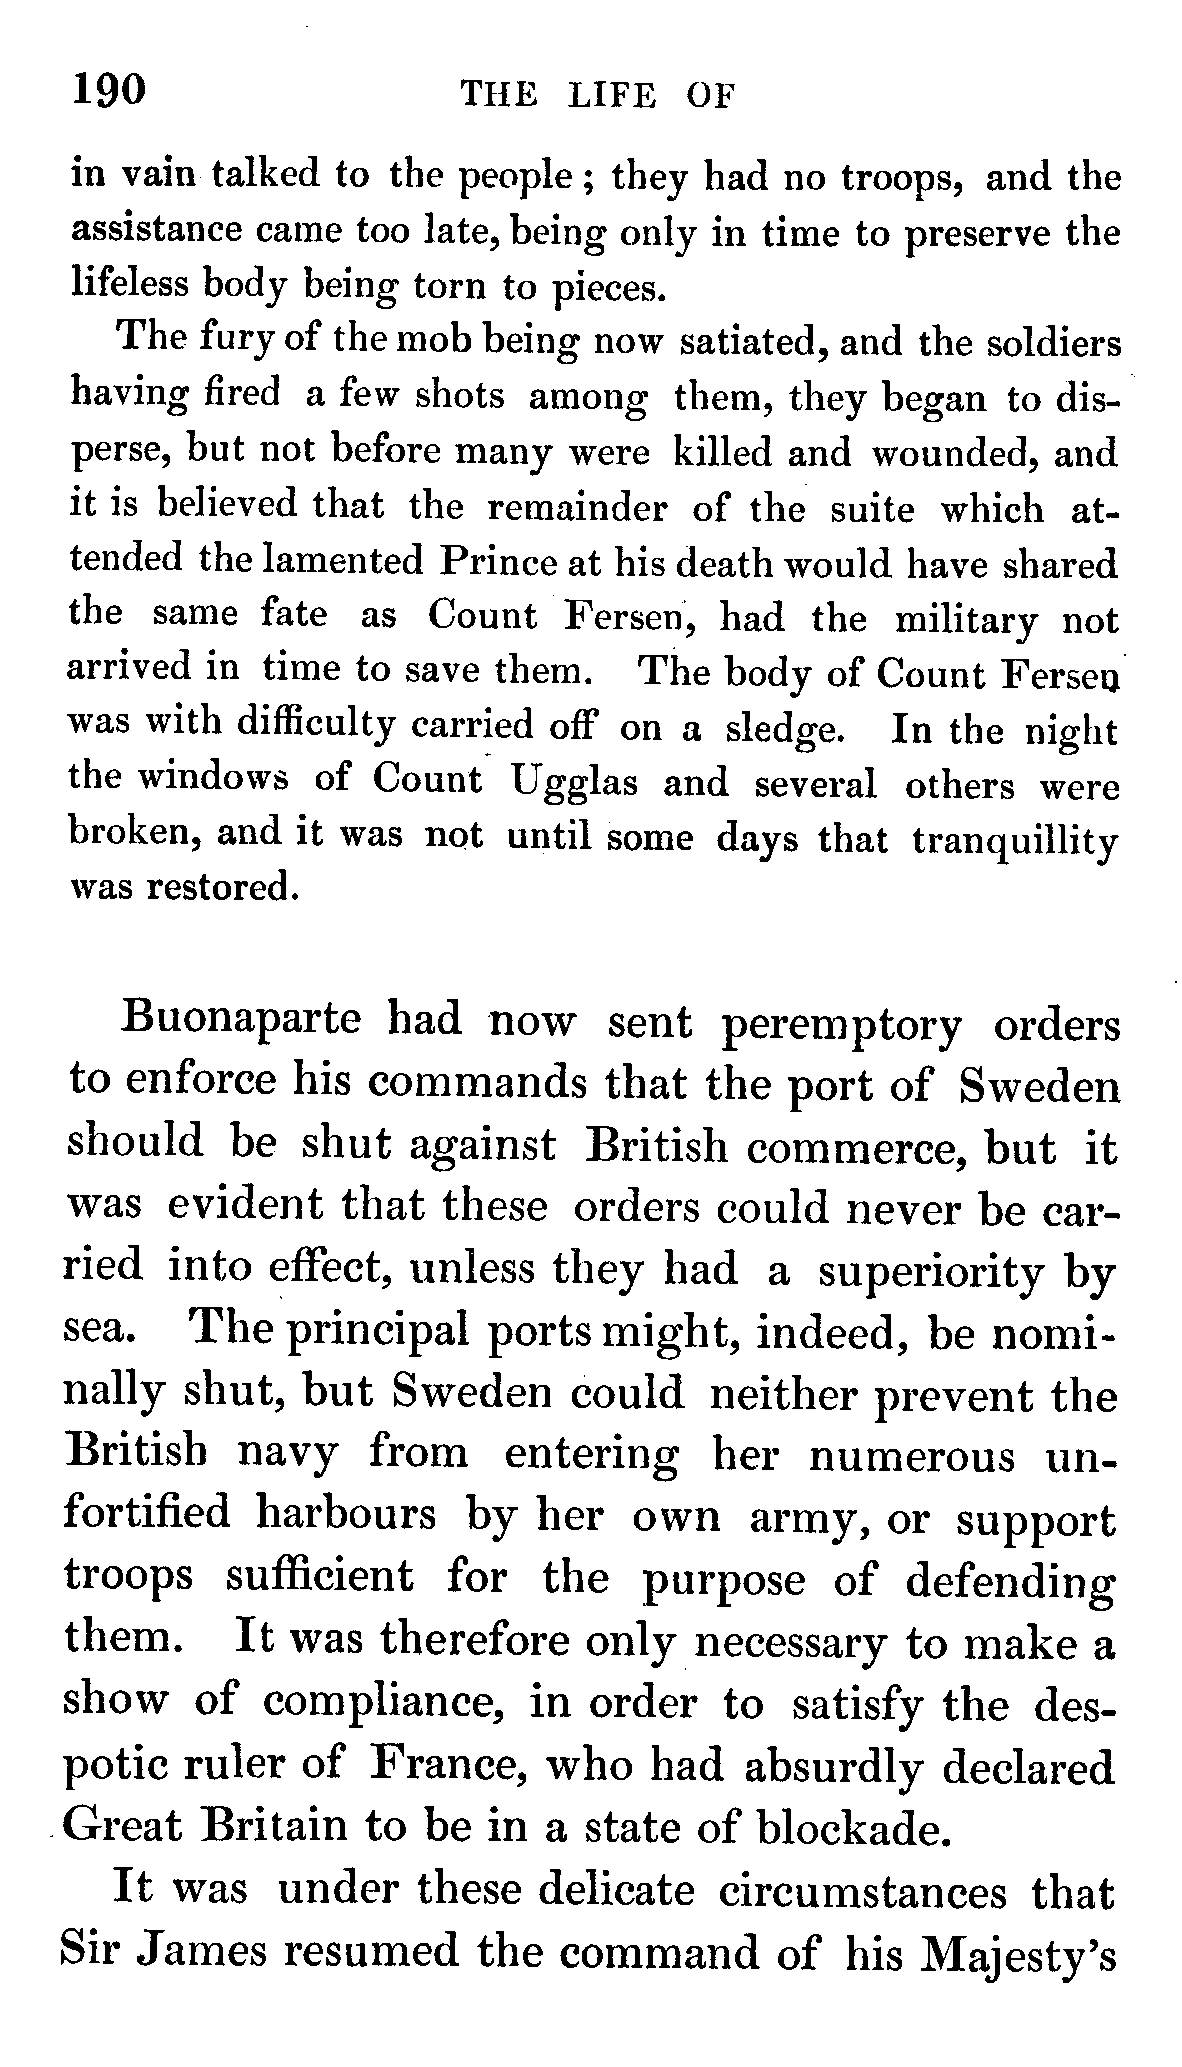 190 THE LIFE OF
in vain talked to the people; they had no troops, and the
assistance came too late, being only in time to preserve the
lifeless body being torn to pieces.
The fury of the mob being now satiated, and the soldiers
having fired a few shots among them, they began to dis-
perse, but not before many were killed and wounded, and
it is believed that the remainder of the suite which at-
tended the lamented Prince at his death would have shared
the same fate as Count Fersen, had the military not
arrived in time to save them. The body of Count Fersen
was with difficulty carried off on a sledge. In the night
the windows of Count Ugglas and several others were
broken, and it was not until some days that tranquillity
was restored.
Buonaparte had now sent peremptory orders
to enforce his commands that the port of Sweden
should be shut against British commerce, but it
was evident that these orders could never be car-
ried into effect, unless they had a superiority by
sea. The principal ports might, indeed, be nomi-
nally shut, but Sweden could neither prevent the
British navy from entering her numerous un-
fortified harbours by her own army, or support
troops sufficient for the purpose of defending
them. It was therefore only necessary to make a
show of compliance, in order to satisfy the des-
potic ruler of France, who had absurdly declared
Great Britain to be in a state of blockade.
It was under these delicate circumstances that
Sir James resumed the command of his Majesty's